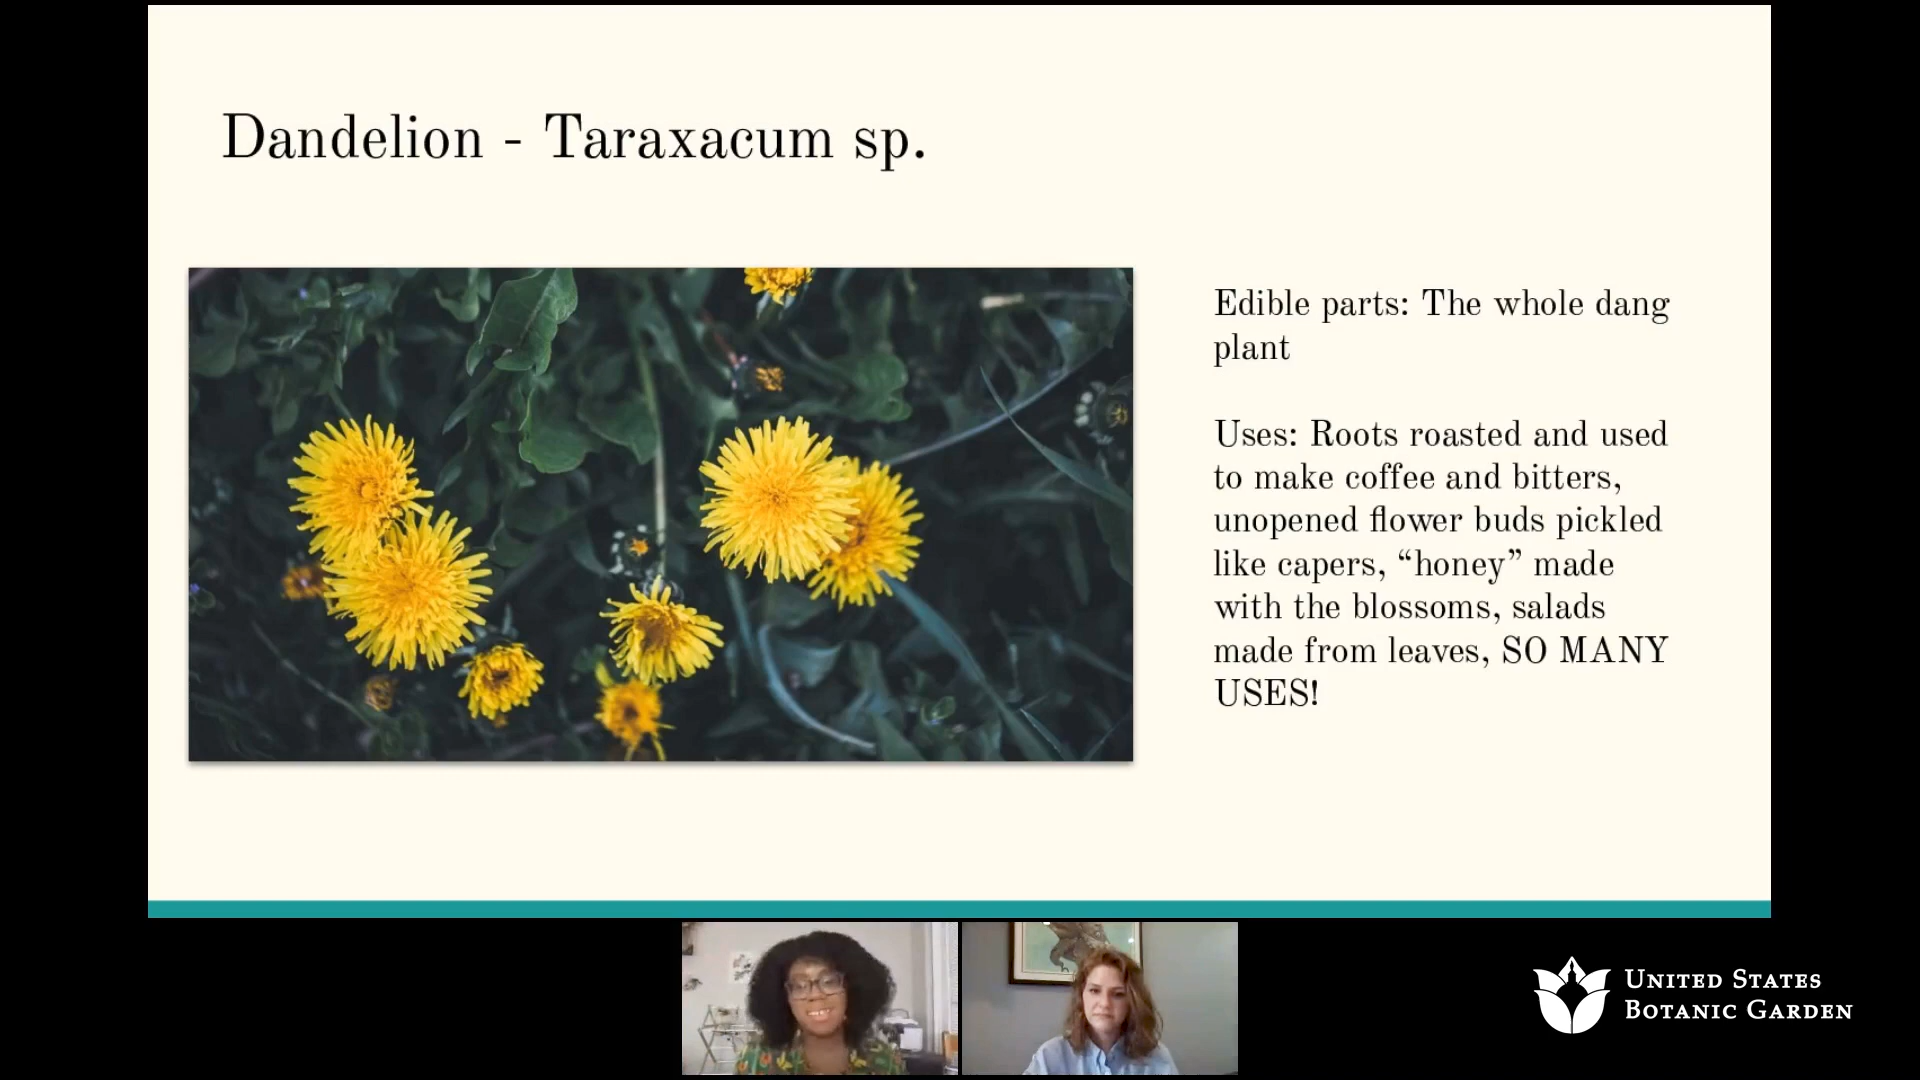 Dandelion - Taraxacum sp.
Edible parts: The whole dang
plant
Uses: Roots roasted and used
to make coffee and bitters,
unopened flower buds pickled
like capers, “honey” made
with the blossoms, salads
made from leaves, SO MANY
USES!
UNITED STATES
BOTANIC GARDEN